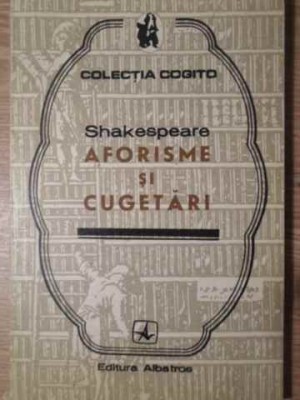 COLECȚIA COGITO
Shakespeare
AFORISME
ȘI
CUGETĂRI
Editura Albatros